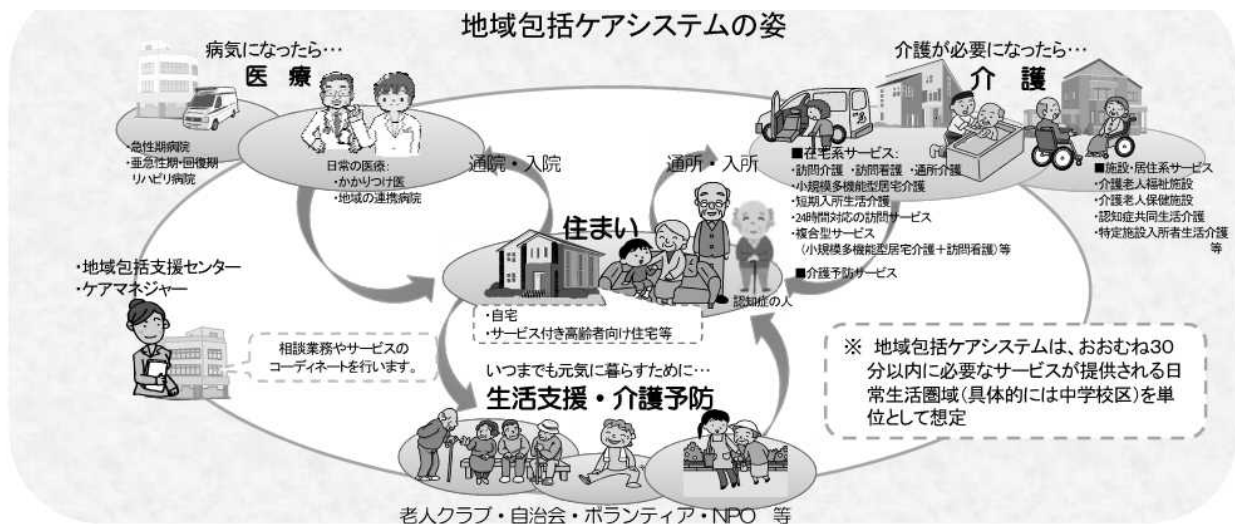 地域包括ケアシステムの姿
病気になったら…
医 療
・急性期病院
・亜急性期・回復期
リハビリ病院
日常の医療:
・かかりつけ医
・地域の連携病院
通院・入院
通所・入所
介護が必要になったら…
介 護
■在宅系サービス:
・訪問介護 ・訪問看護 ・通所介護
・小規模多機能型居宅介護
・短期入所生活介護
・24時間対応の訪問サービス
・複合型サービス
(小規模多機能型居宅介護+訪問看護)等
■介護予防サービス
■施設・居住系サービス
・介護老人福祉施設
・介護老人保健施設
・認知症共同生活介護
・特定施設入所者生活介護
等
住まい
認知症の人
・自宅
・サービス付き高齢者向け住宅等
・地域包括支援センター
・ケアマネジャー
相談業務やサービスの
コーディネートを行います。
いつまでも元気に暮らすために…
生活支援・介護予防
老人クラブ・自治会・ボランティア・NPO 等
※ 地域包括ケアシステムは、おおむね30
分以内に必要なサービスが提供される日
常生活圏域(具体的には中学校区)を単
位として想定